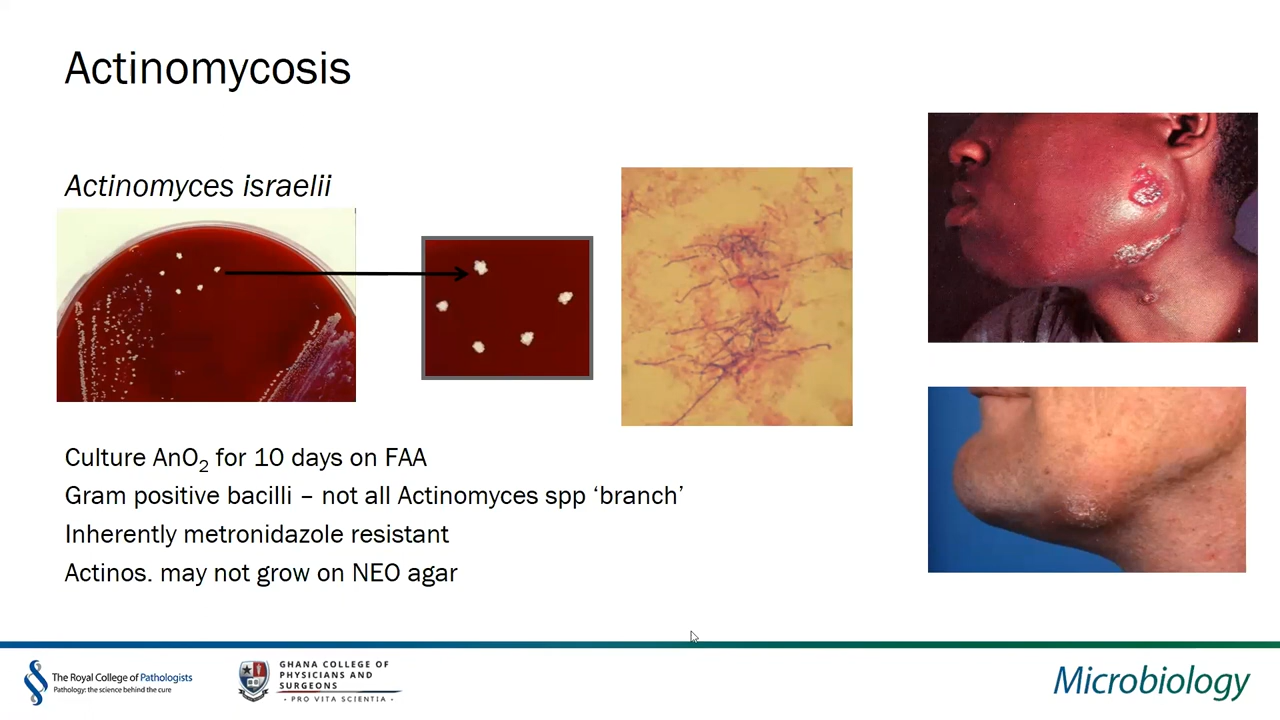 Actinomycosis
Actinomyces israelii
Culture AnO₂ for 10 days on FAA
Gram positive bacilli – not all Actinomyces spp ‘branch’
Inherently metronidazole resistant
Actinos. may not grow on NEO agar
The Royal College of Pathologists
Pathology: the science behind the cure
GHANA COLLEGE OF
PHYSICIANS AND
SURGEONS
• PRO VITA SCIENTIA •
Microbiology